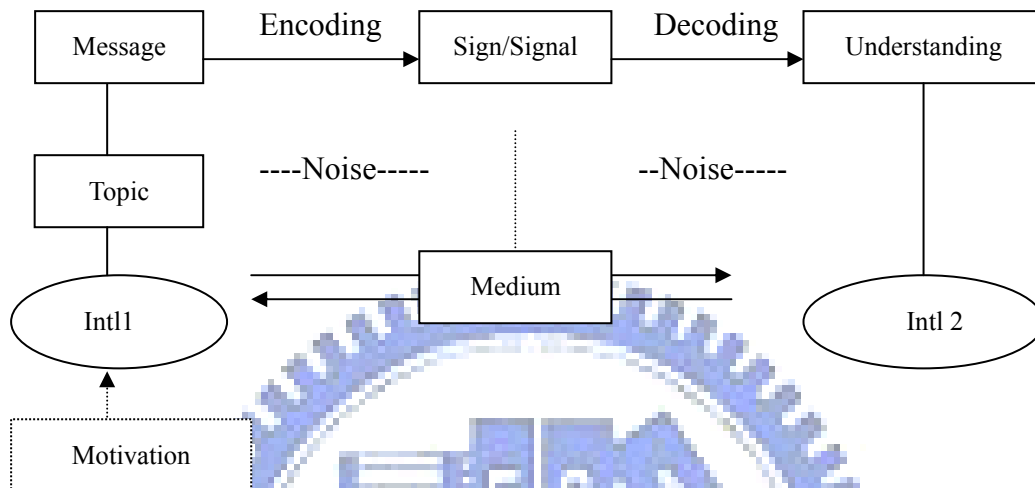 Encoding
Decoding
Message
Sign/Signal
Understanding
----Noise-----
--Noise-----
Topic
Medium
Intl1
Intl 2
Motivation